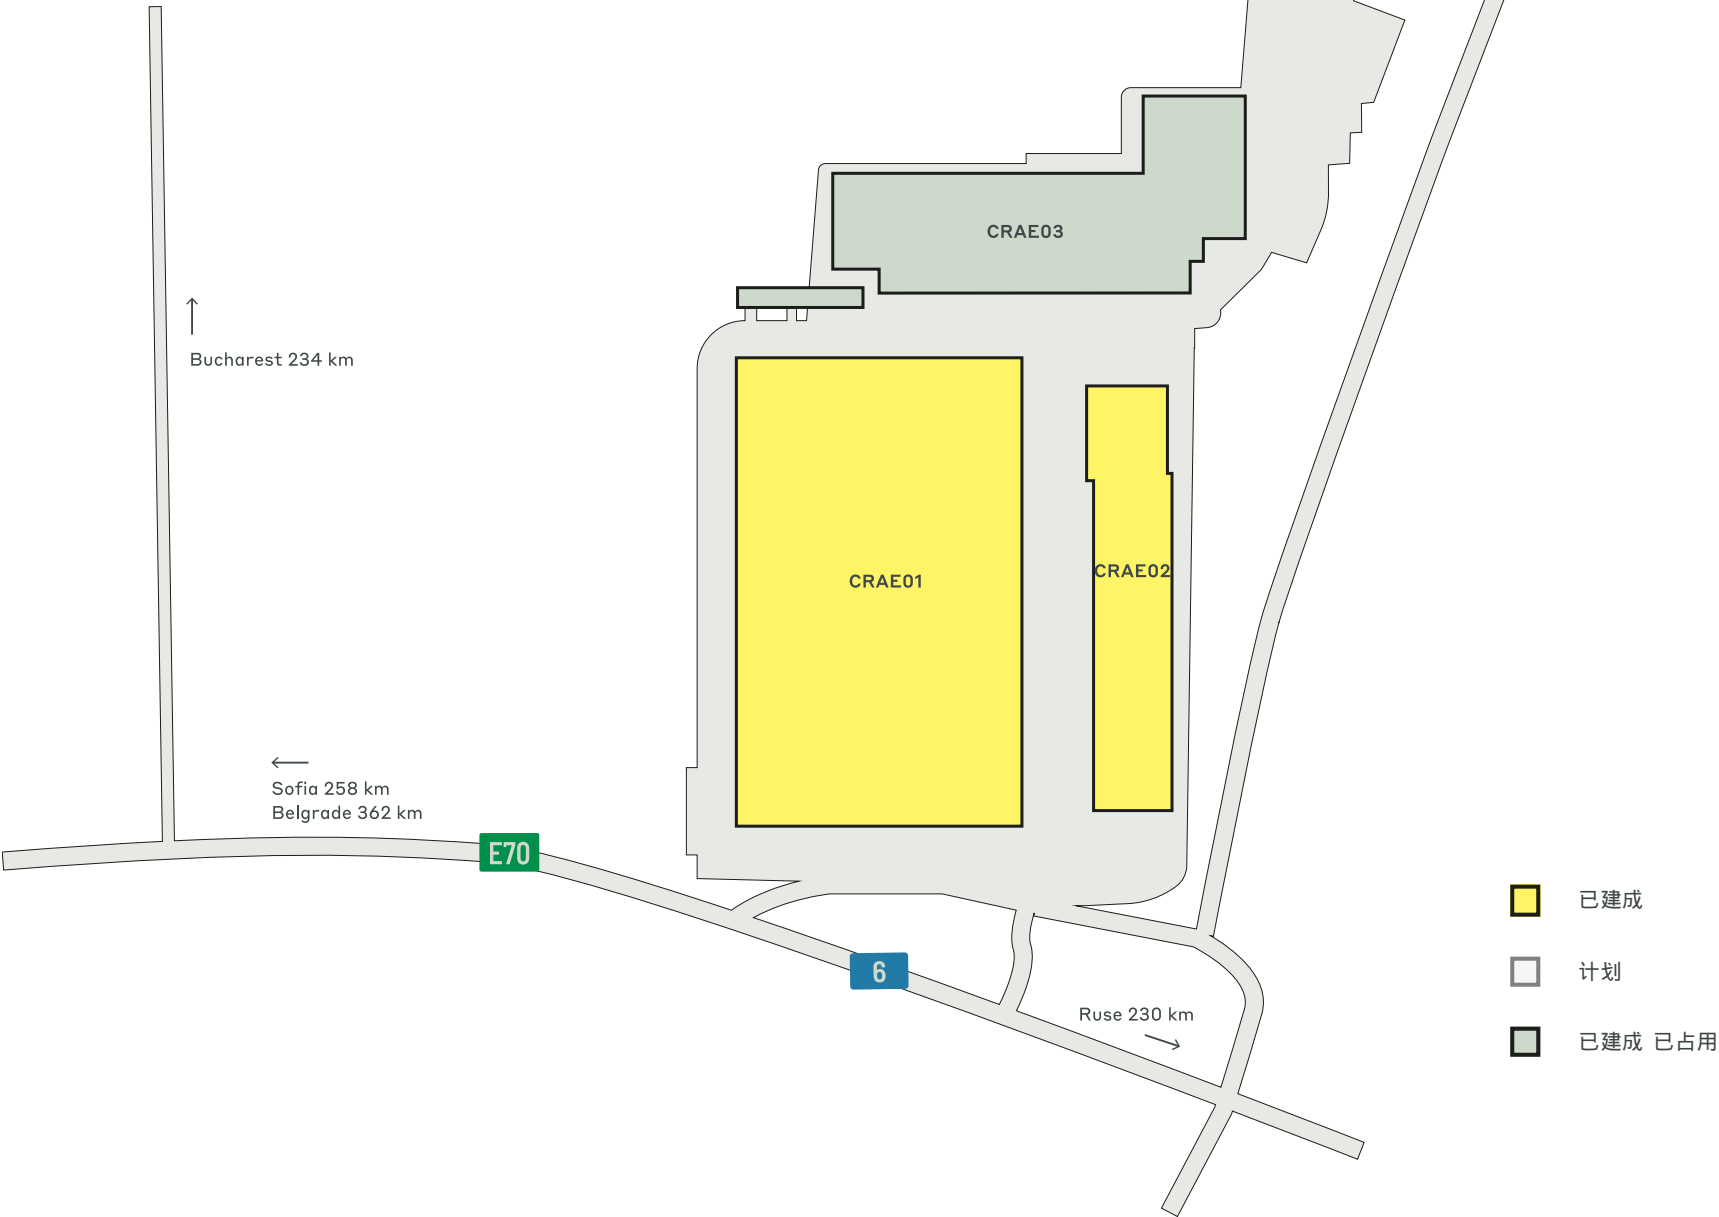 CRAE03
Bucharest 234 km
CRAE01
CRAE02
Sofia 258 km
Belgrade 362 km
E70
6
Ruse 230 km
已建成
计划
已建成 已占用